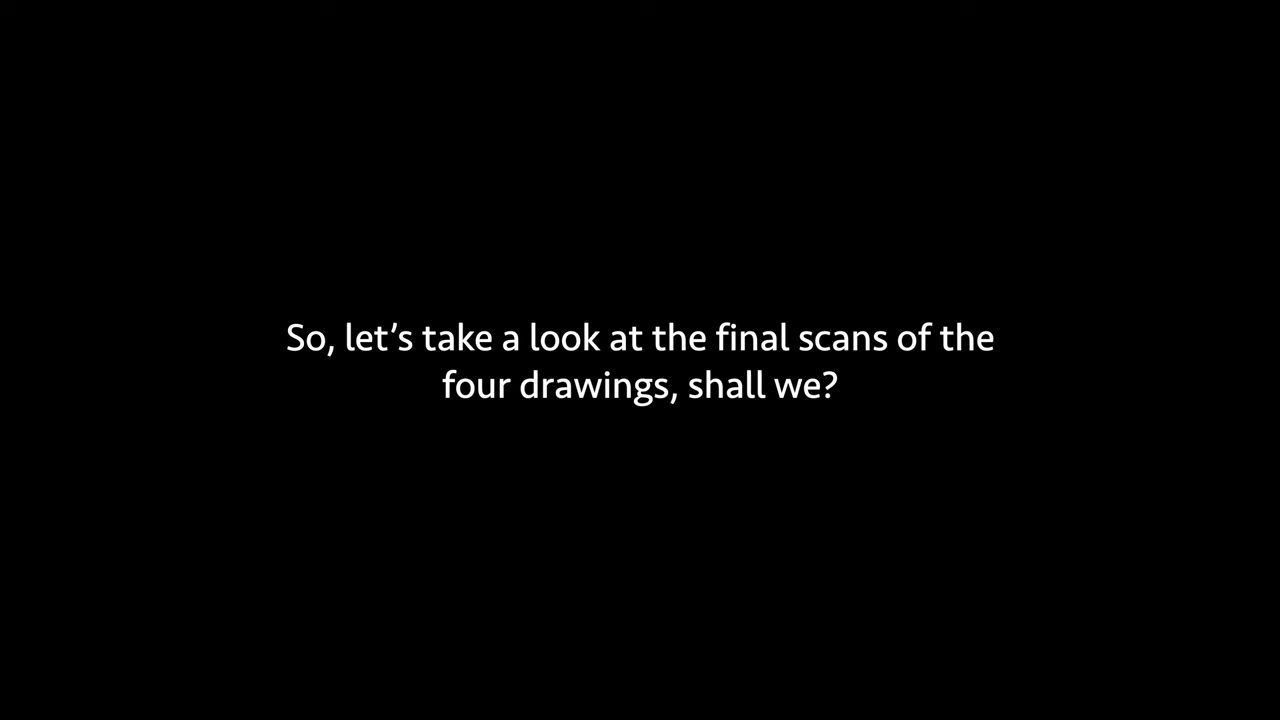 So, let’s take a look at the final scans of the
four drawings, shall we?